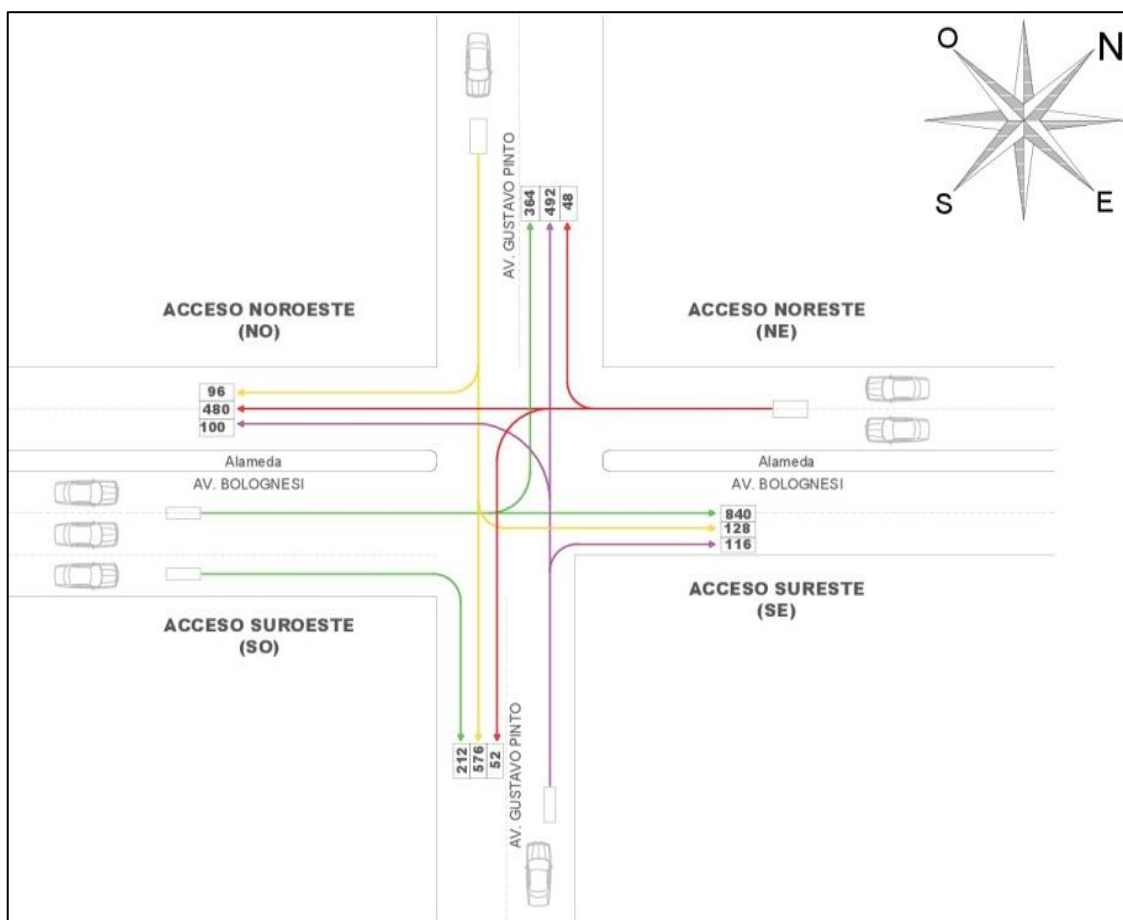 O
N
S
E
AV. GUSTAVO PINTO
364
492
48
ACCESO NOROESTE
(NO)
ACCESO NORESTE
(NE)
96
480
100
Alameda
AV. BOLOGNESI
Alameda
AV. BOLOGNESI
840
128
116
ACCESO SUROESTE
(SO)
ACCESO SURESTE
(SE)
212
576
52
AV. GUSTAVO PINTO